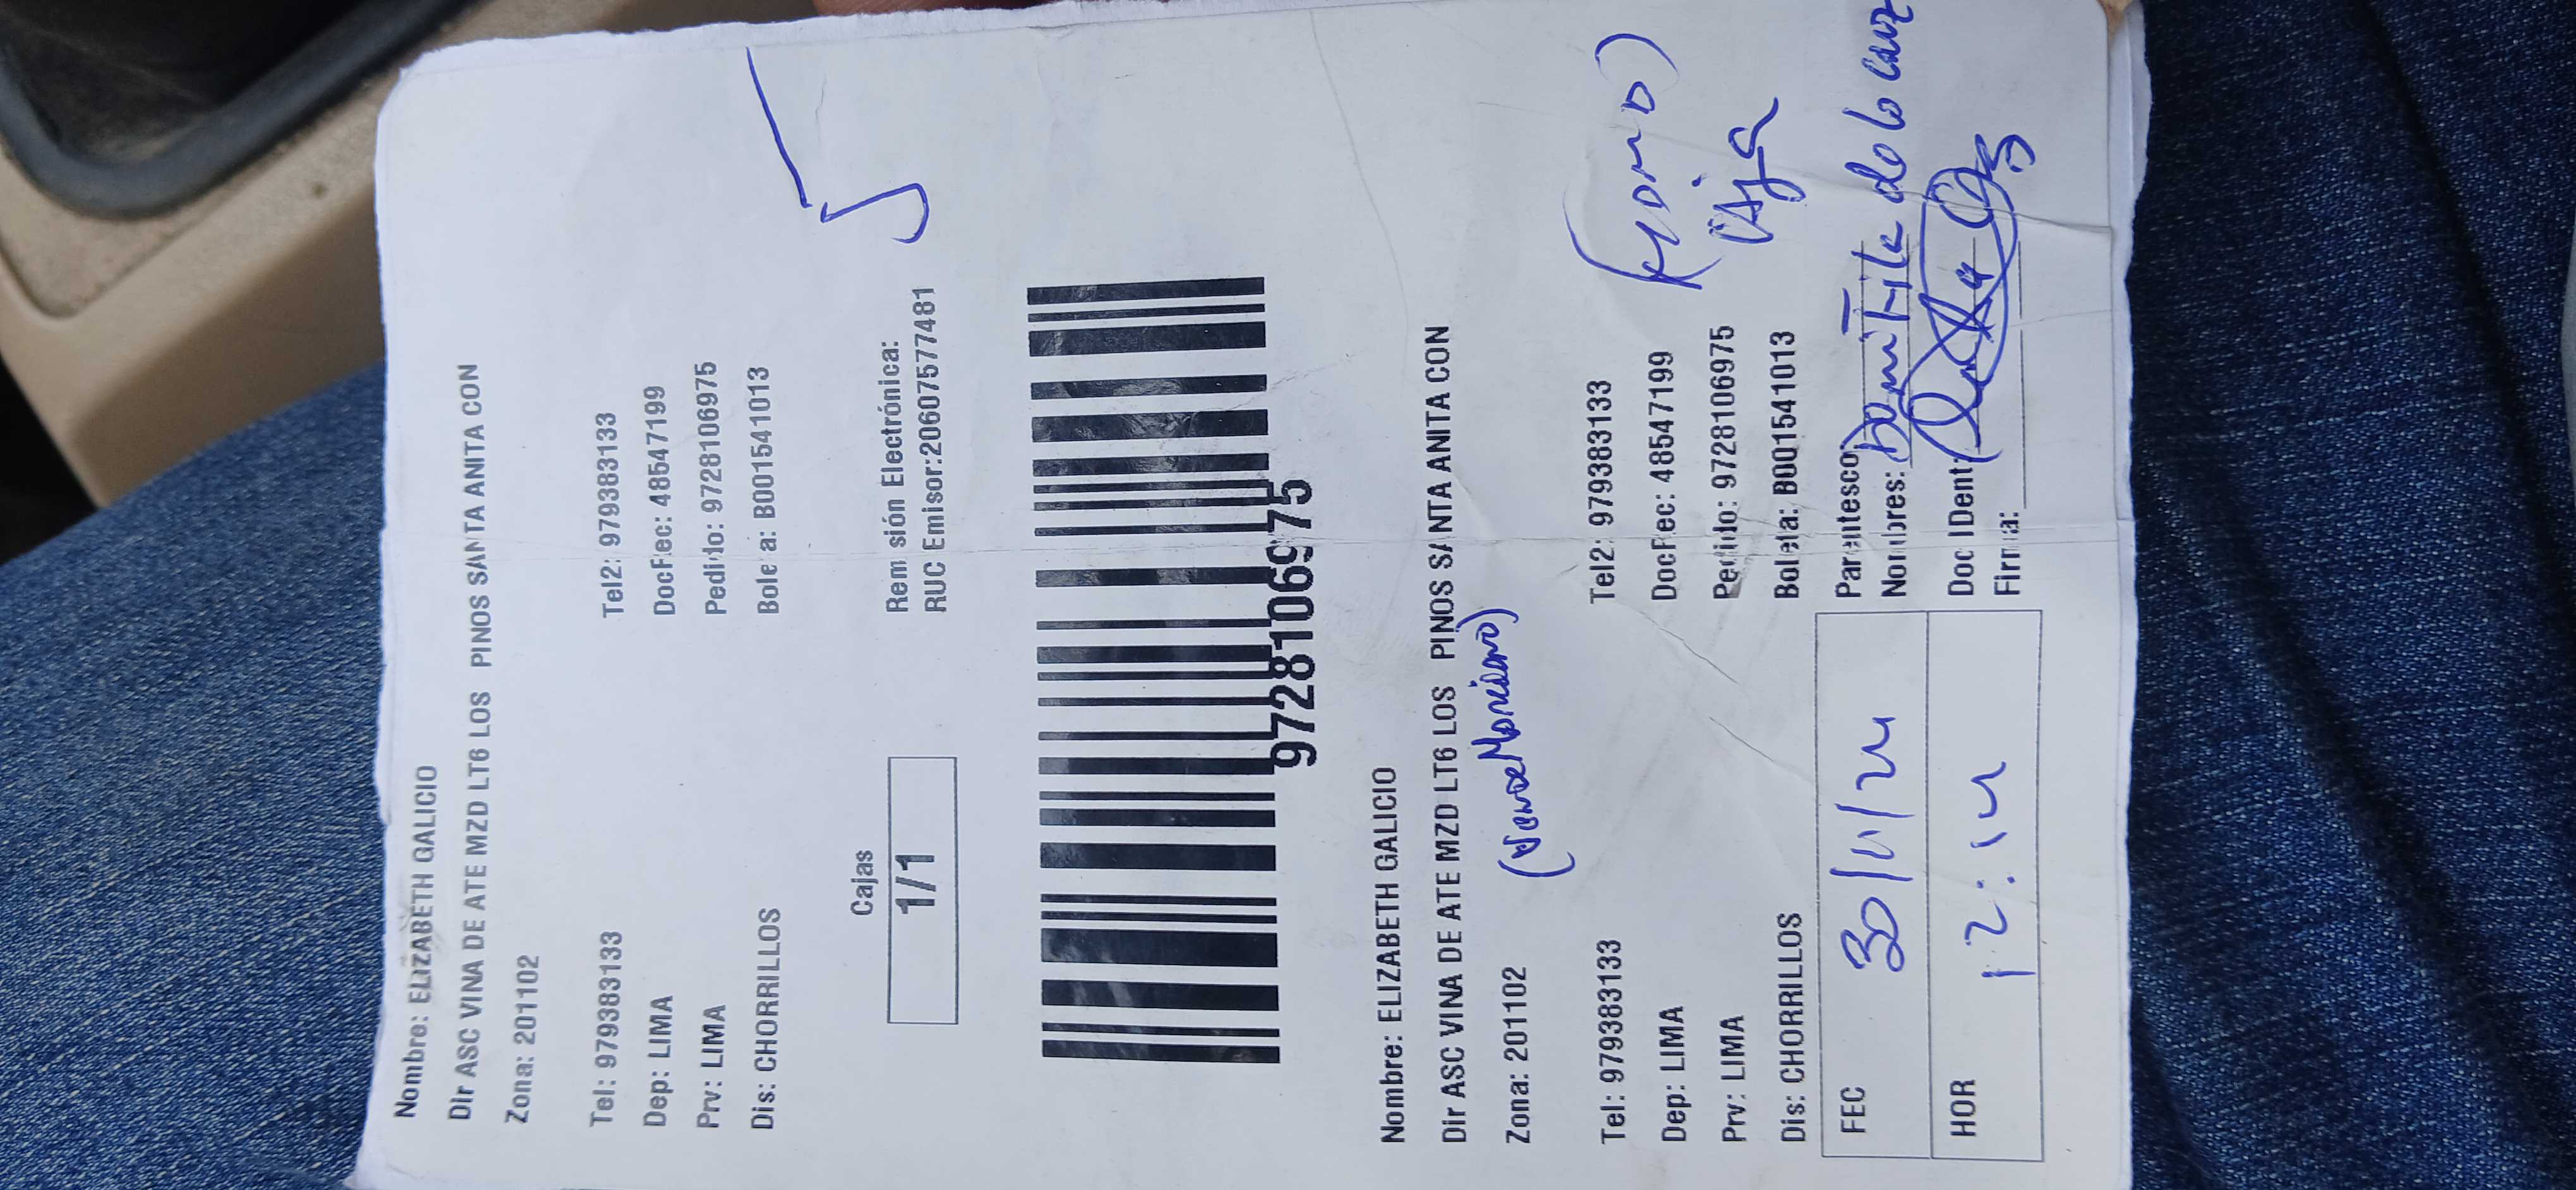 Nombre: ELIZABETH GALICIO
Dir ASC VINA DE ATE MZD LT6 LOS PINOS SANTA ANITA CON
Zona: 201102
Tel: 979383133 Tel2: 979383133
Dep: LIMA DocRec: 48547199
Prv: LIMA Pedido: 9728106975
Dis: CHORRILLOS Boleta: B001541013
Cajas
1/1
Remisión Electrónica:
RUC Emisor:20607577481
9728106975
Nombre: ELIZABETH GALICIO
Dir ASC VINA DE ATE MZD LT6 LOS PINOS SANTA ANITA CON
Zona: 201102
Tel: 979383133 Tel2: 979383133
Dep: LIMA DocRec: 48547199
Prv: LIMA Pedido: 9728106975
Caja
Dis: CHORRILLOS Boleta: B001541013
FEC 30/11/24
Parentesco:
Nombres:
HOR 12:14
Doc IDent:
Firma: